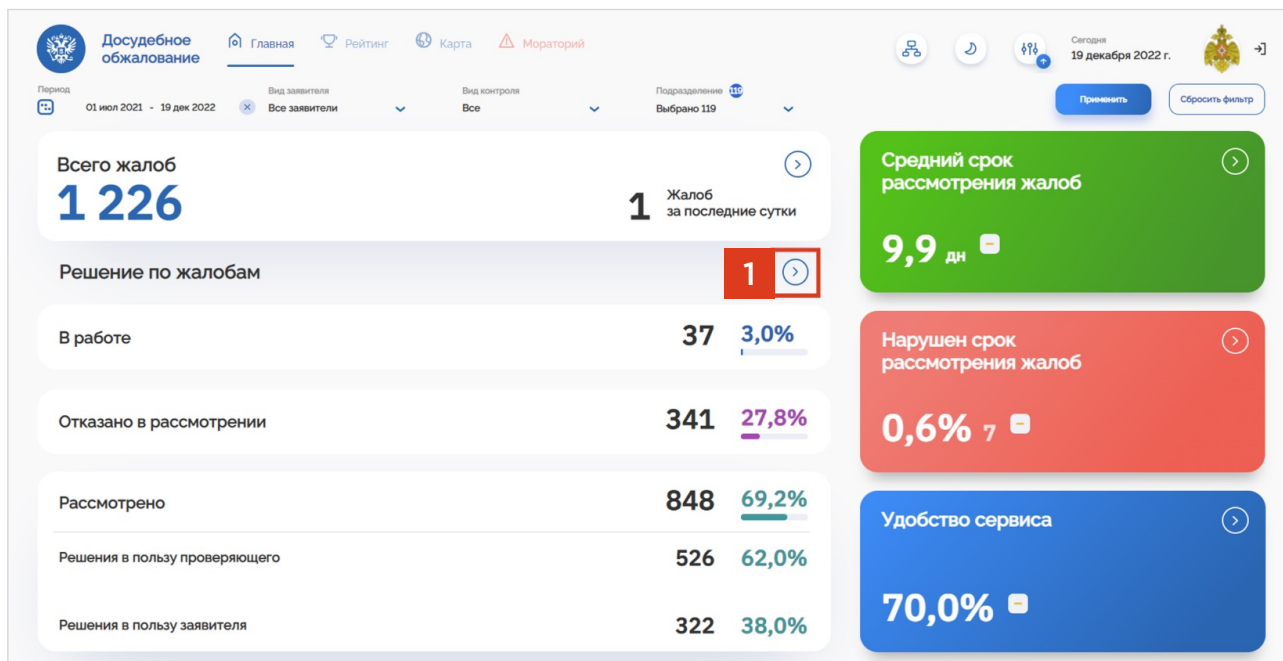 Досудебное
обжалование
Главная
Рейтинг
Карта
Мораторий
Сегодня
19 декабря 2022 г.
Период
01 июл 2021 - 19 дек 2022
Вид заявителя
Все заявители
Вид контроля
Все
Подразделение 119
Выбрано 119
Применить
Сбросить фильтр
Всего жалоб
1 226
1
Жалоб
за последние сутки
Решение по жалобам
1
В работе
37 3,0%
Отказано в рассмотрении
341 27,8%
Рассмотрено
848 69,2%
Решения в пользу проверяющего
526 62,0%
Решения в пользу заявителя
322 38,0%
Средний срок
рассмотрения жалоб
9,9 дн
Нарушен срок
рассмотрения жалоб
0,6% 7
Удобство сервиса
70,0%